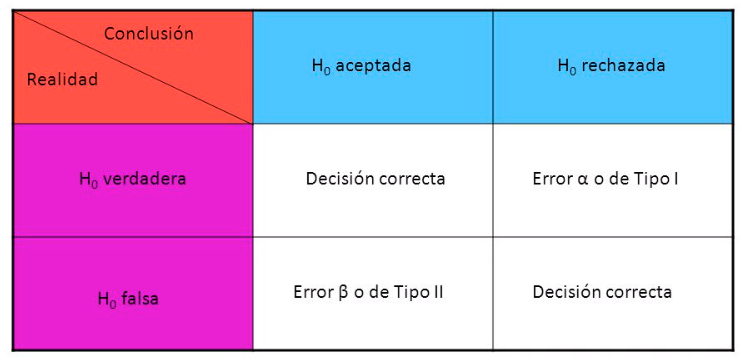 Conclusión
Realidad
H₀ aceptada
H₀ rechazada
H₀ verdadera
Decisión correcta
Error α o de Tipo I
H₀ falsa
Error β o de Tipo II
Decisión correcta